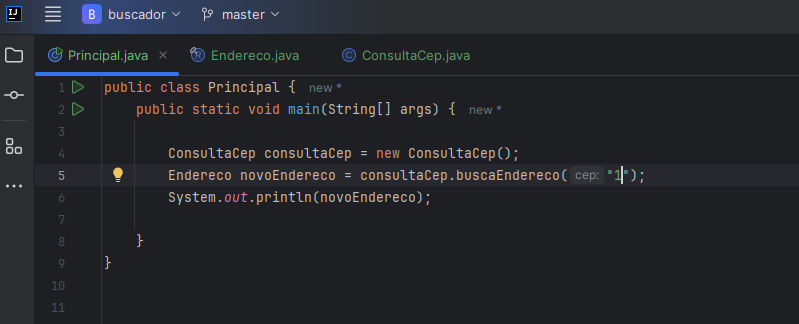 IJ B buscador master
Principal.java Endereco.java ConsultaCep.java
1 public class Principal { new *
2 public static void main(String[] args) { new *
3
4 ConsultaCep consultaCep = new ConsultaCep();
5 Endereco novoEndereco = consultaCep.buscaEndereco( cep: "1");
6 System.out.println(novoEndereco);
7
8 }
9 }
10
11